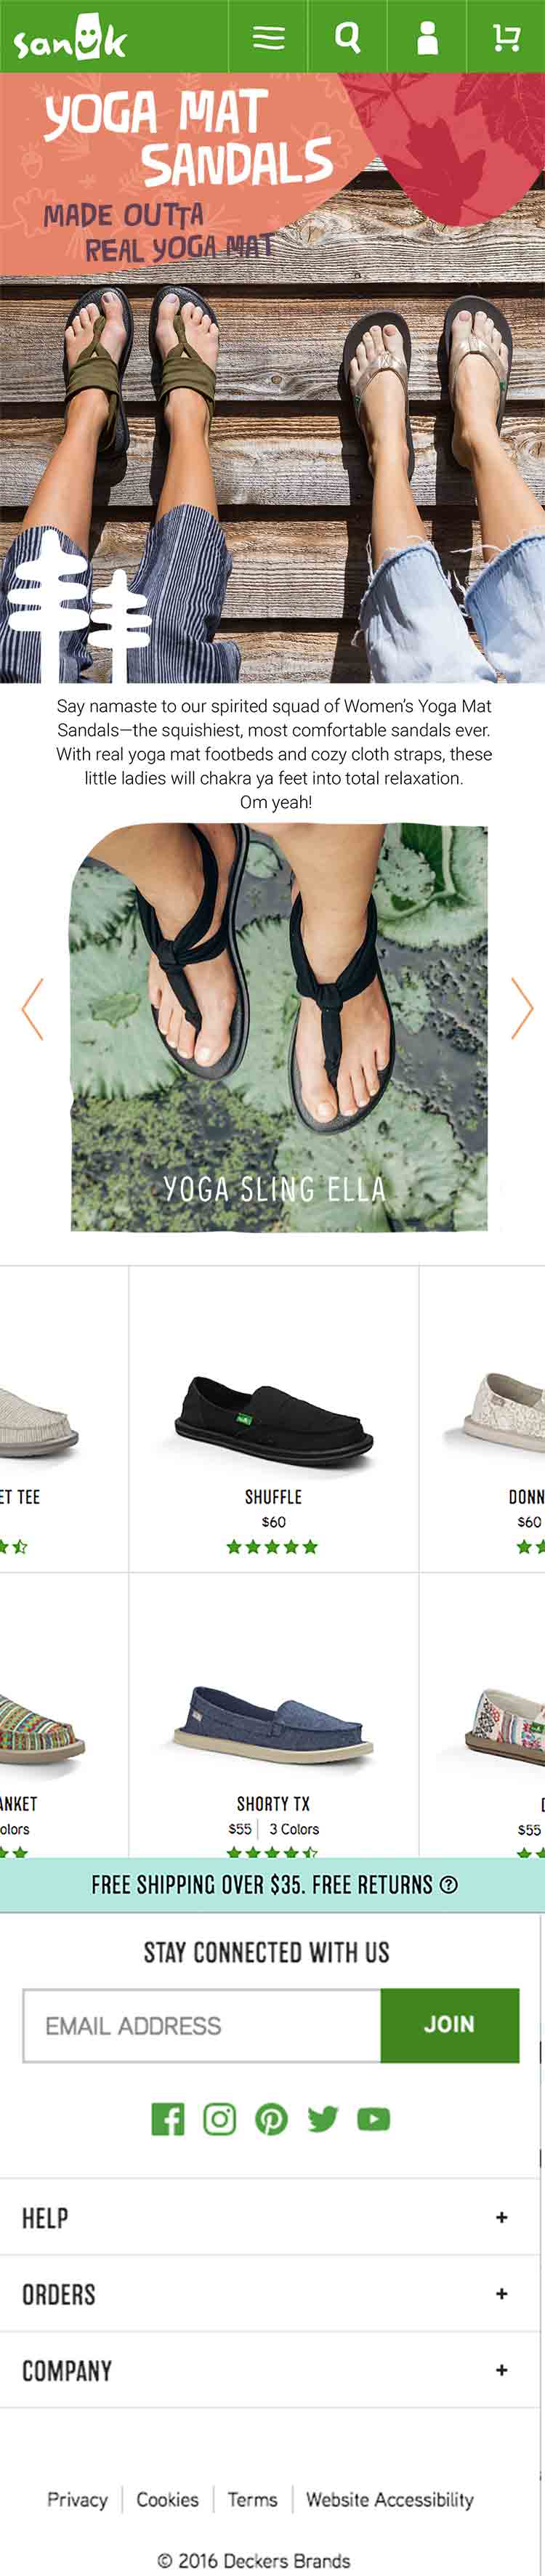 sanuk
YOGA MAT
SANDALS
MADE OUTTA
REAL YOGA MAT
Say namaste to our spirited squad of Women's Yoga Mat
Sandals—the squishiest, most comfortable sandals ever.
With real yoga mat footbeds and cozy cloth straps, these
little ladies will chakra ya feet into total relaxation.
Om yeah!
YOGA SLING ELLA
ET TEE
SHUFFLE
DONN
$60
$60
ANKET
SHORTY TX
olors
$55 | 3 Colors
$55
FREE SHIPPING OVER $35. FREE RETURNS ?
STAY CONNECTED WITH US
EMAIL ADDRESS
JOIN
HELP +
ORDERS +
COMPANY +
Privacy | Cookies | Terms | Website Accessibility
© 2016 Deckers Brands